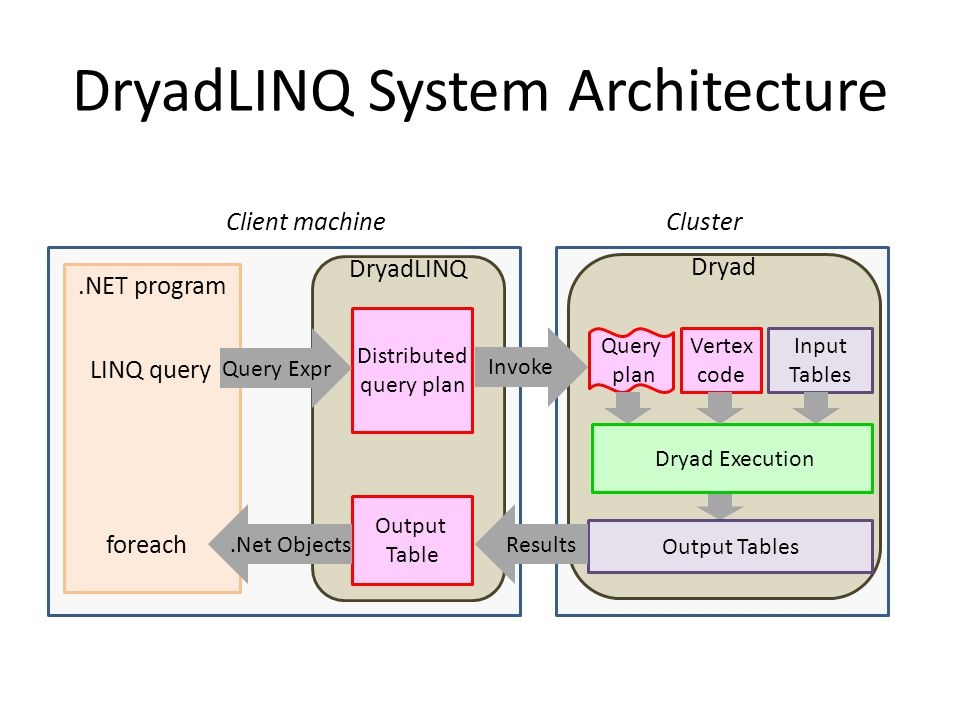 DryadLINQ System Architecture
Client machine
Cluster
.NET program
DryadLINQ
Dryad
LINQ query
Query Expr
Distributed
query plan
Invoke
Query
plan
Vertex
code
Input
Tables
Dryad Execution
foreach
.Net Objects
Output
Table
Results
Output Tables